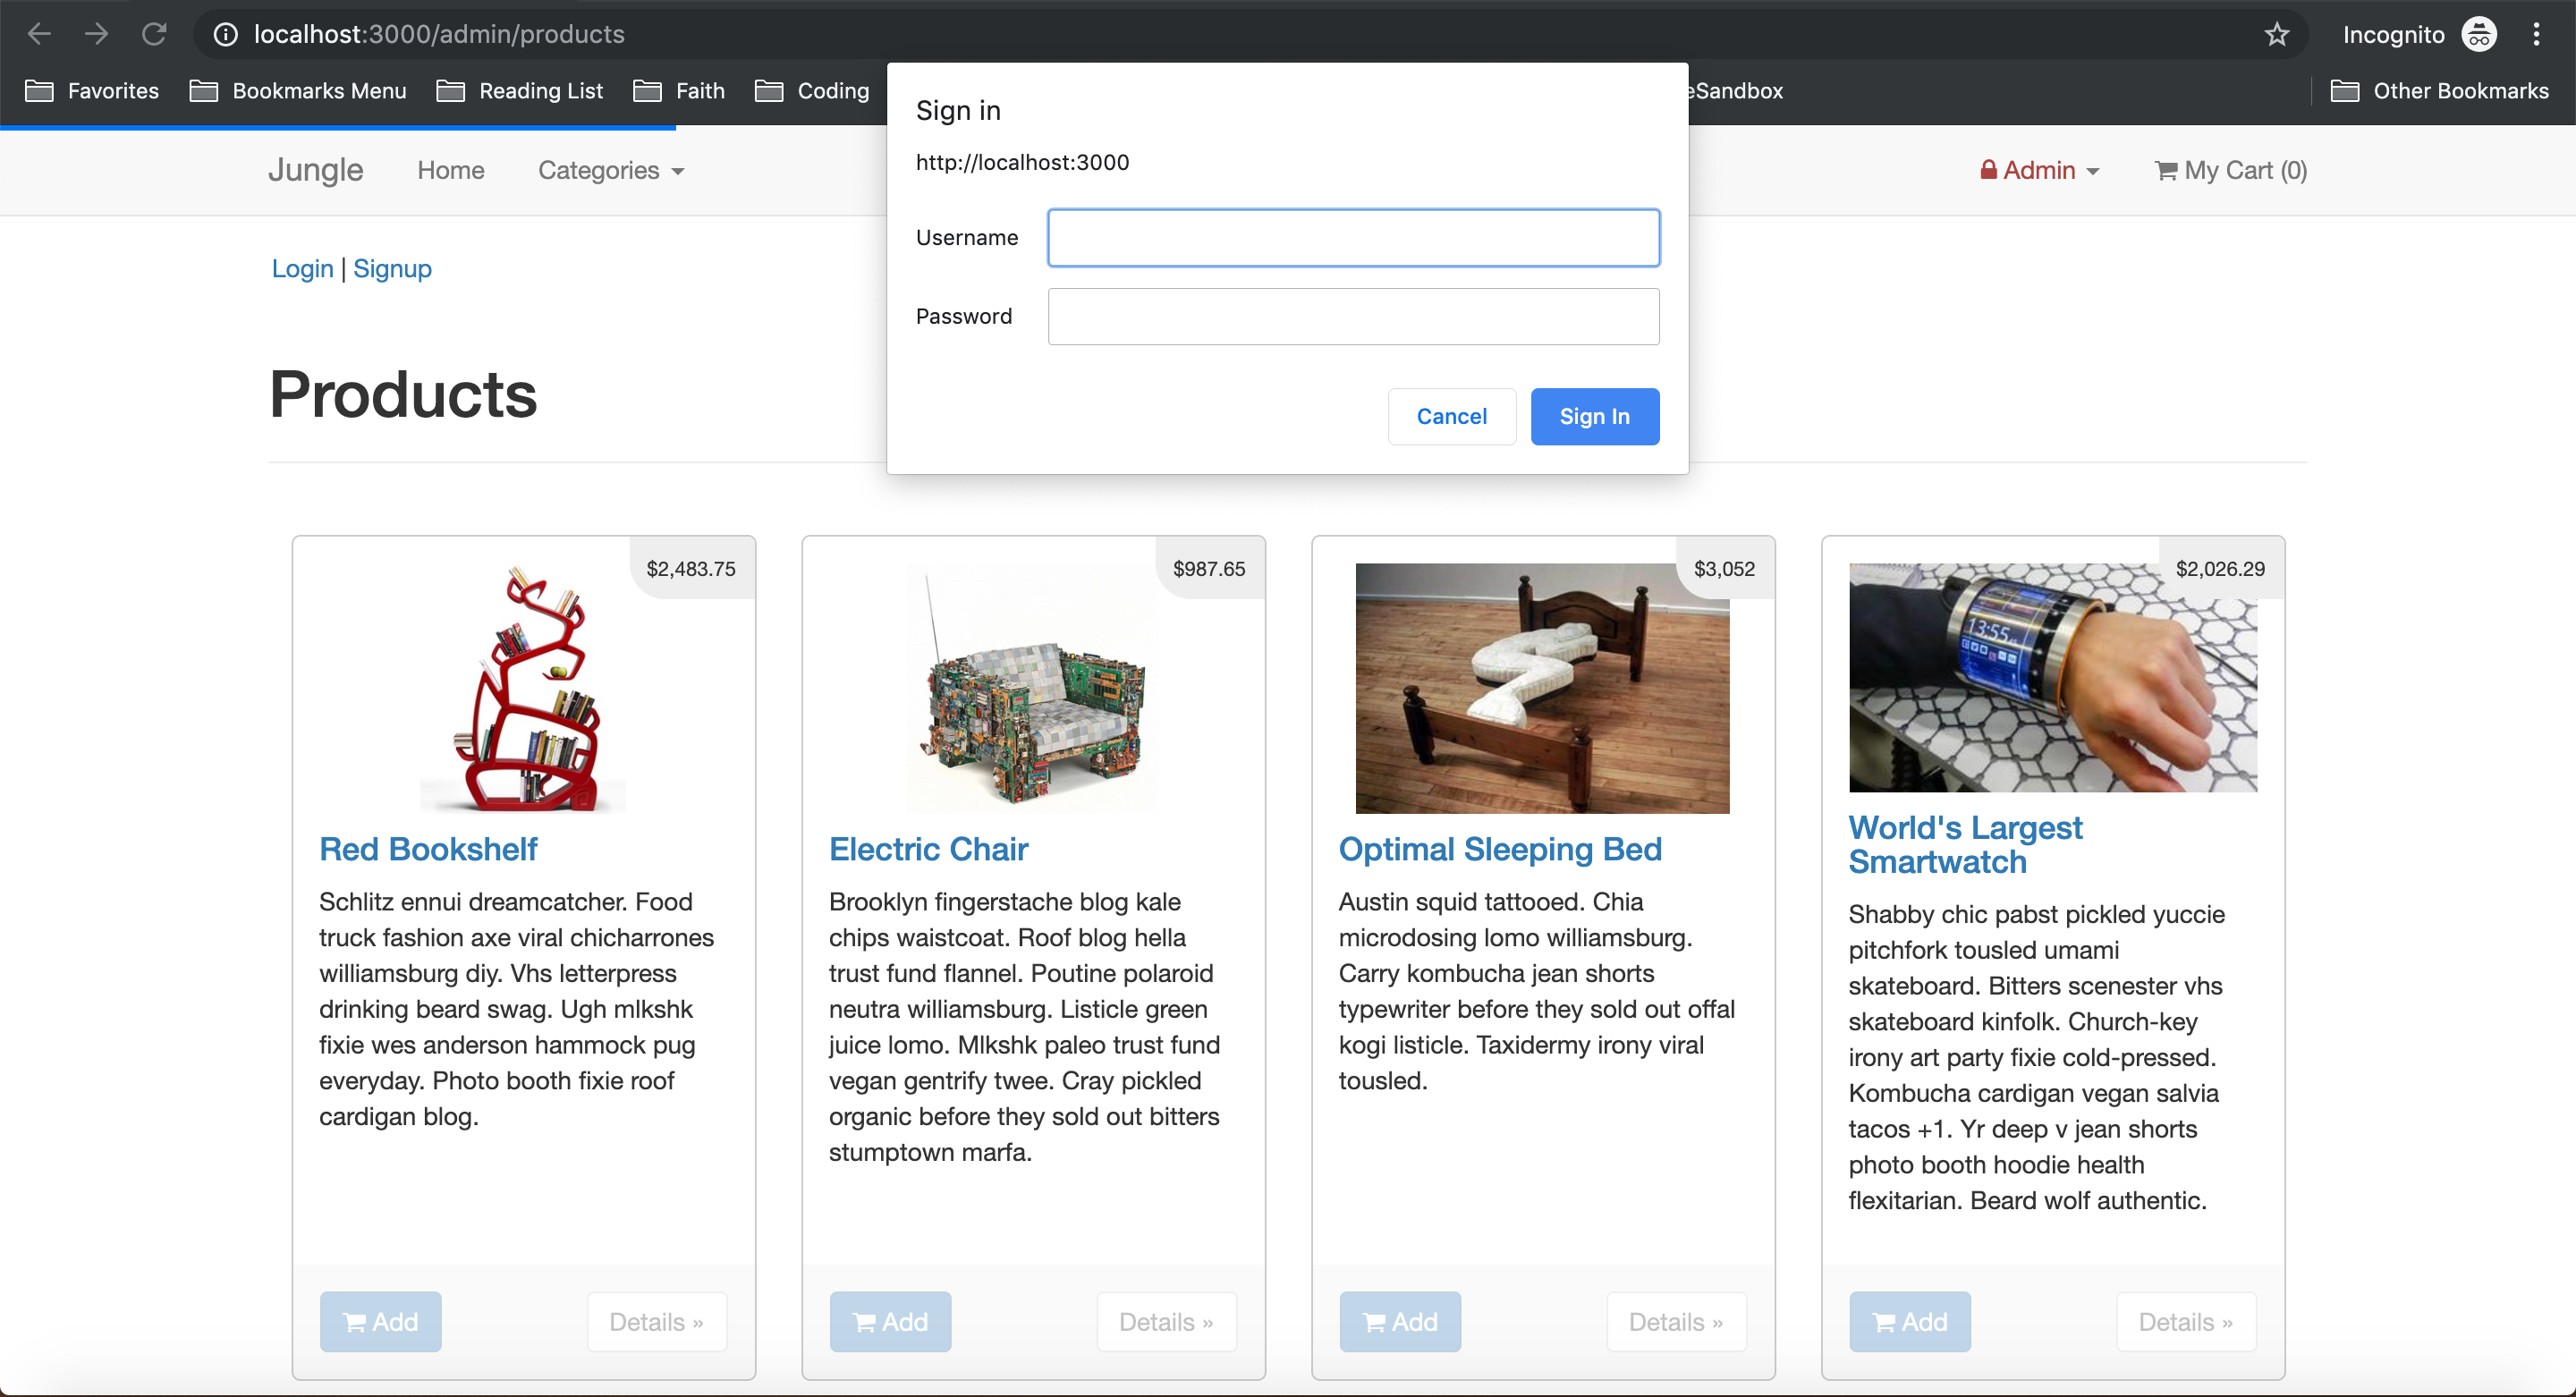 localhost:3000/admin/products
Incognito
Favorites
Bookmarks Menu
Reading List
Faith
Coding
eSandbox
Other Bookmarks
Sign in
http://localhost:3000
Username
Password
Cancel
Sign In
Jungle
Home
Categories
Admin
My Cart (0)
Login | Signup
Products
$2,483.75
Red Bookshelf
Schlitz ennui dreamcatcher. Food
truck fashion axe viral chicharrones
williamsburg diy. Vhs letterpress
drinking beard swag. Ugh mlkshk
fixie wes anderson hammock pug
everyday. Photo booth fixie roof
cardigan blog.
Add
Details »
$987.65
Electric Chair
Brooklyn fingerstache blog kale
chips waistcoat. Roof blog hella
trust fund flannel. Poutine polaroid
neutra williamsburg. Listicle green
juice lomo. Mlkshk paleo trust fund
vegan gentrify twee. Cray pickled
organic before they sold out bitters
stumptown marfa.
Add
Details »
$3,052
Optimal Sleeping Bed
Austin squid tattooed. Chia
microdosing lomo williamsburg.
Carry kombucha jean shorts
typewriter before they sold out offal
kogi listicle. Taxidermy irony viral
tousled.
Add
Details »
$2,026.29
13:55
World's Largest
Smartwatch
Shabby chic pabst pickled yuccie
pitchfork tousled umami
skateboard. Bitters scenester vhs
skateboard kinfolk. Church-key
irony art party fixie cold-pressed.
Kombucha cardigan vegan salvia
tacos +1. Yr deep v jean shorts
photo booth hoodie health
flexitarian. Beard wolf authentic.
Add
Details »